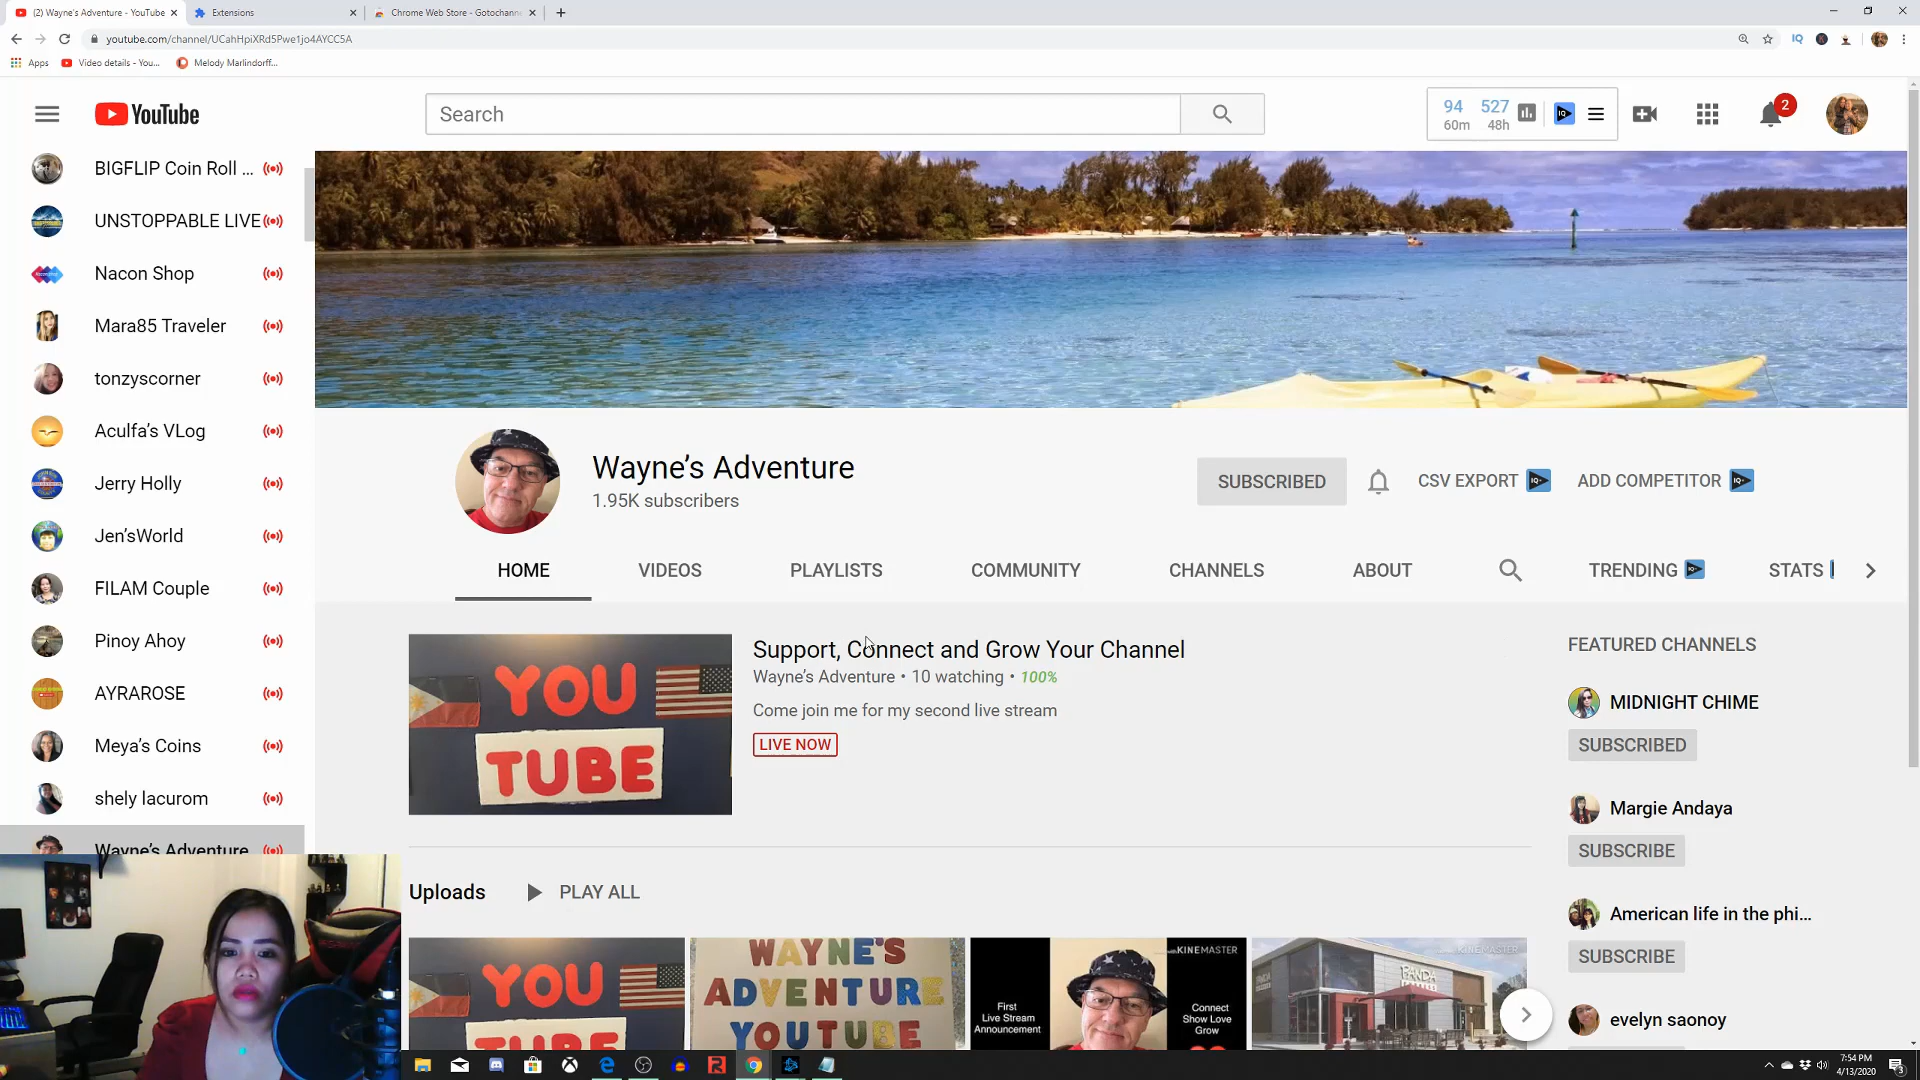 (2) Wayne's Adventure - YouTube
Extensions
Chrome Web Store - Gotochann
youtube.com/channel/UCahHpiXRd5Pwe1jo4AYCC5A
Apps
Video details - You...
Melody Marlindorff...
YouTube
Search
94 527
60m 48h
2
BIGFLIP Coin Roll ...
UNSTOPPABLE LIVE
Nacon Shop
Mara85 Traveler
tonzyscorner
Aculfa's VLog
Jerry Holly
Jen'sWorld
FILAM Couple
Pinoy Ahoy
AYRAROSE
Meya's Coins
shely lacurom
Wayne's Adventure
Wayne's Adventure
1.95K subscribers
SUBSCRIBED
CSV EXPORT
ADD COMPETITOR
HOME
VIDEOS
PLAYLISTS
COMMUNITY
CHANNELS
ABOUT
TRENDING
STATS
YOU
TUBE
Support, Connect and Grow Your Channel
Wayne's Adventure • 10 watching • 100%
Come join me for my second live stream
LIVE NOW
FEATURED CHANNELS
MIDNIGHT CHIME
SUBSCRIBED
Margie Andaya
SUBSCRIBE
American life in the phi...
SUBSCRIBE
evelyn saonoy
Uploads
PLAY ALL
YOU
TUBE
WAYNE'S
ADVENTURE
YOUTUBE
KINEMASTER
First
Live Stream
Announcement
Connect
Show Love
Grow
KINEMASTER
PANDA
7:54 PM
4/13/2020